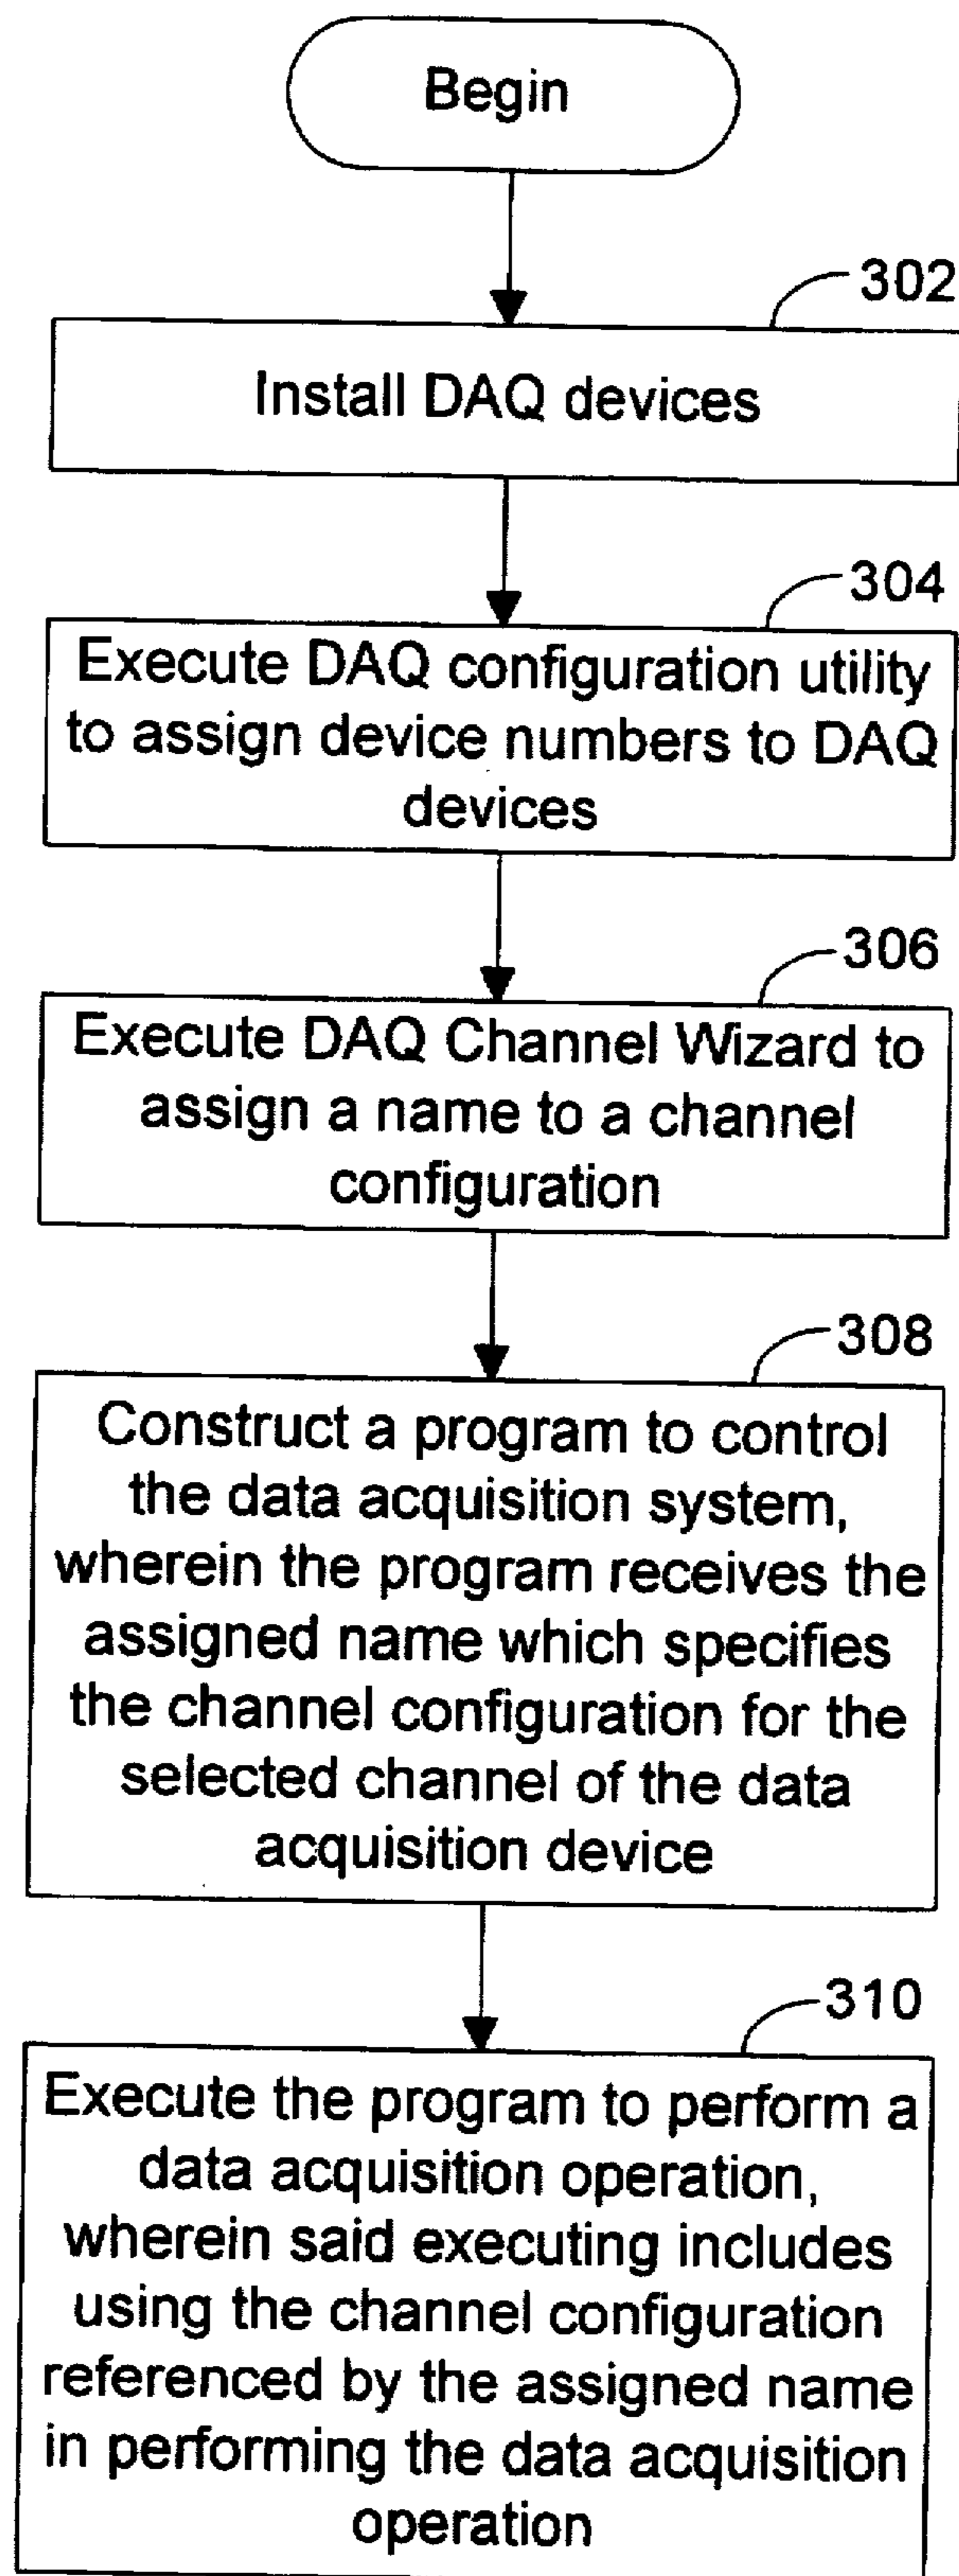 Begin
302
Install DAQ devices
304
Execute DAQ configuration utility
to assign device numbers to DAQ
devices
306
Execute DAQ Channel Wizard to
assign a name to a channel
configuration
308
Construct a program to control
the data acquisition system,
wherein the program receives the
assigned name which specifies
the channel configuration for the
selected channel of the data
acquisition device
310
Execute the program to perform a
data acquisition operation,
wherein said executing includes
using the channel configuration
referenced by the assigned name
in performing the data acquisition
operation